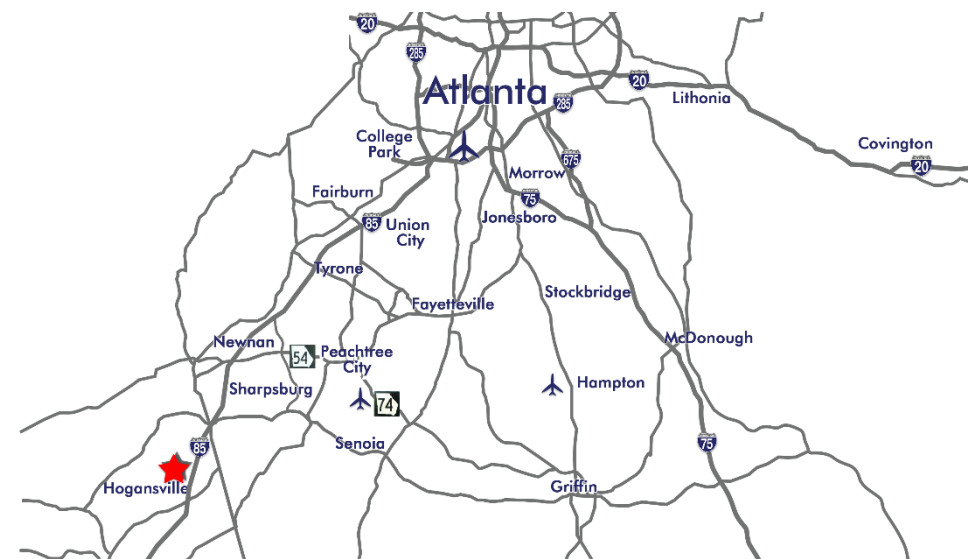 20
285
20
Atlanta
285
Lithonia
College
Park
Covington
20
675
Morrow
Fairburn
75
85
Union
City
Jonesboro
Tyrone
Stockbridge
Fayetteville
Newnan
McDonough
54
Peachtree
City
Hampton
Sharpsburg
74
Senoia
85
75
Hogansville
Griffin